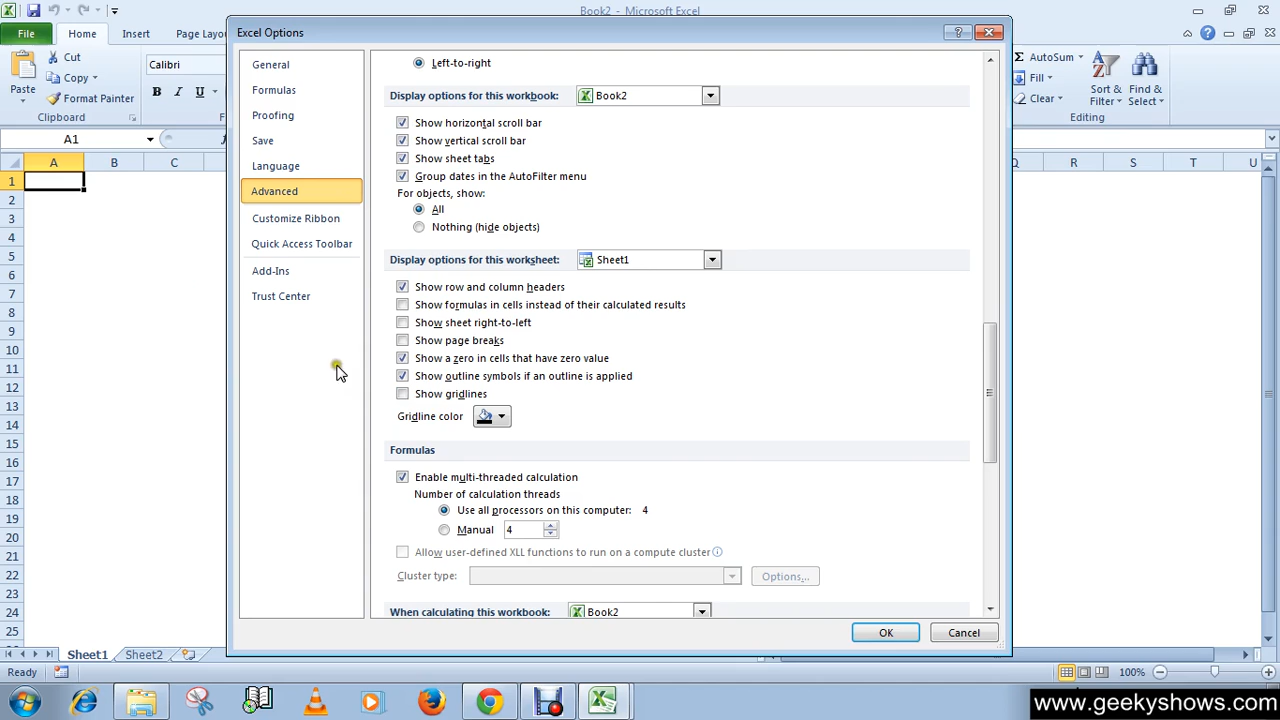 Book2 - Microsoft Excel
Excel Options
File
Home
Insert
Page Layou
Cut
Copy
Format Painter
Paste
Clipboard
Calibri
B I U
AutoSum
Fill
Clear
Sort & Filter
Find & Select
Editing
A1
A B C Q R S T U
1
2
3
4
5
6
7
8
9
10
11
12
13
14
15
16
17
18
19
20
21
22
23
24
25
General
Formulas
Proofing
Save
Language
Advanced
Customize Ribbon
Quick Access Toolbar
Add-Ins
Trust Center
Left-to-right
Display options for this workbook: Book2
Show horizontal scroll bar
Show vertical scroll bar
Show sheet tabs
Group dates in the AutoFilter menu
For objects, show:
All
Nothing (hide objects)
Display options for this worksheet: Sheet1
Show row and column headers
Show formulas in cells instead of their calculated results
Show sheet right-to-left
Show page breaks
Show a zero in cells that have zero value
Show outline symbols if an outline is applied
Show gridlines
Gridline color
Formulas
Enable multi-threaded calculation
Number of calculation threads
Use all processors on this computer: 4
Manual 4
Allow user-defined XLL functions to run on a compute cluster
Cluster type: Options...
When calculating this workbook: Book2
OK Cancel
Sheet1 Sheet2
Ready 100%
www.geekyshows.com